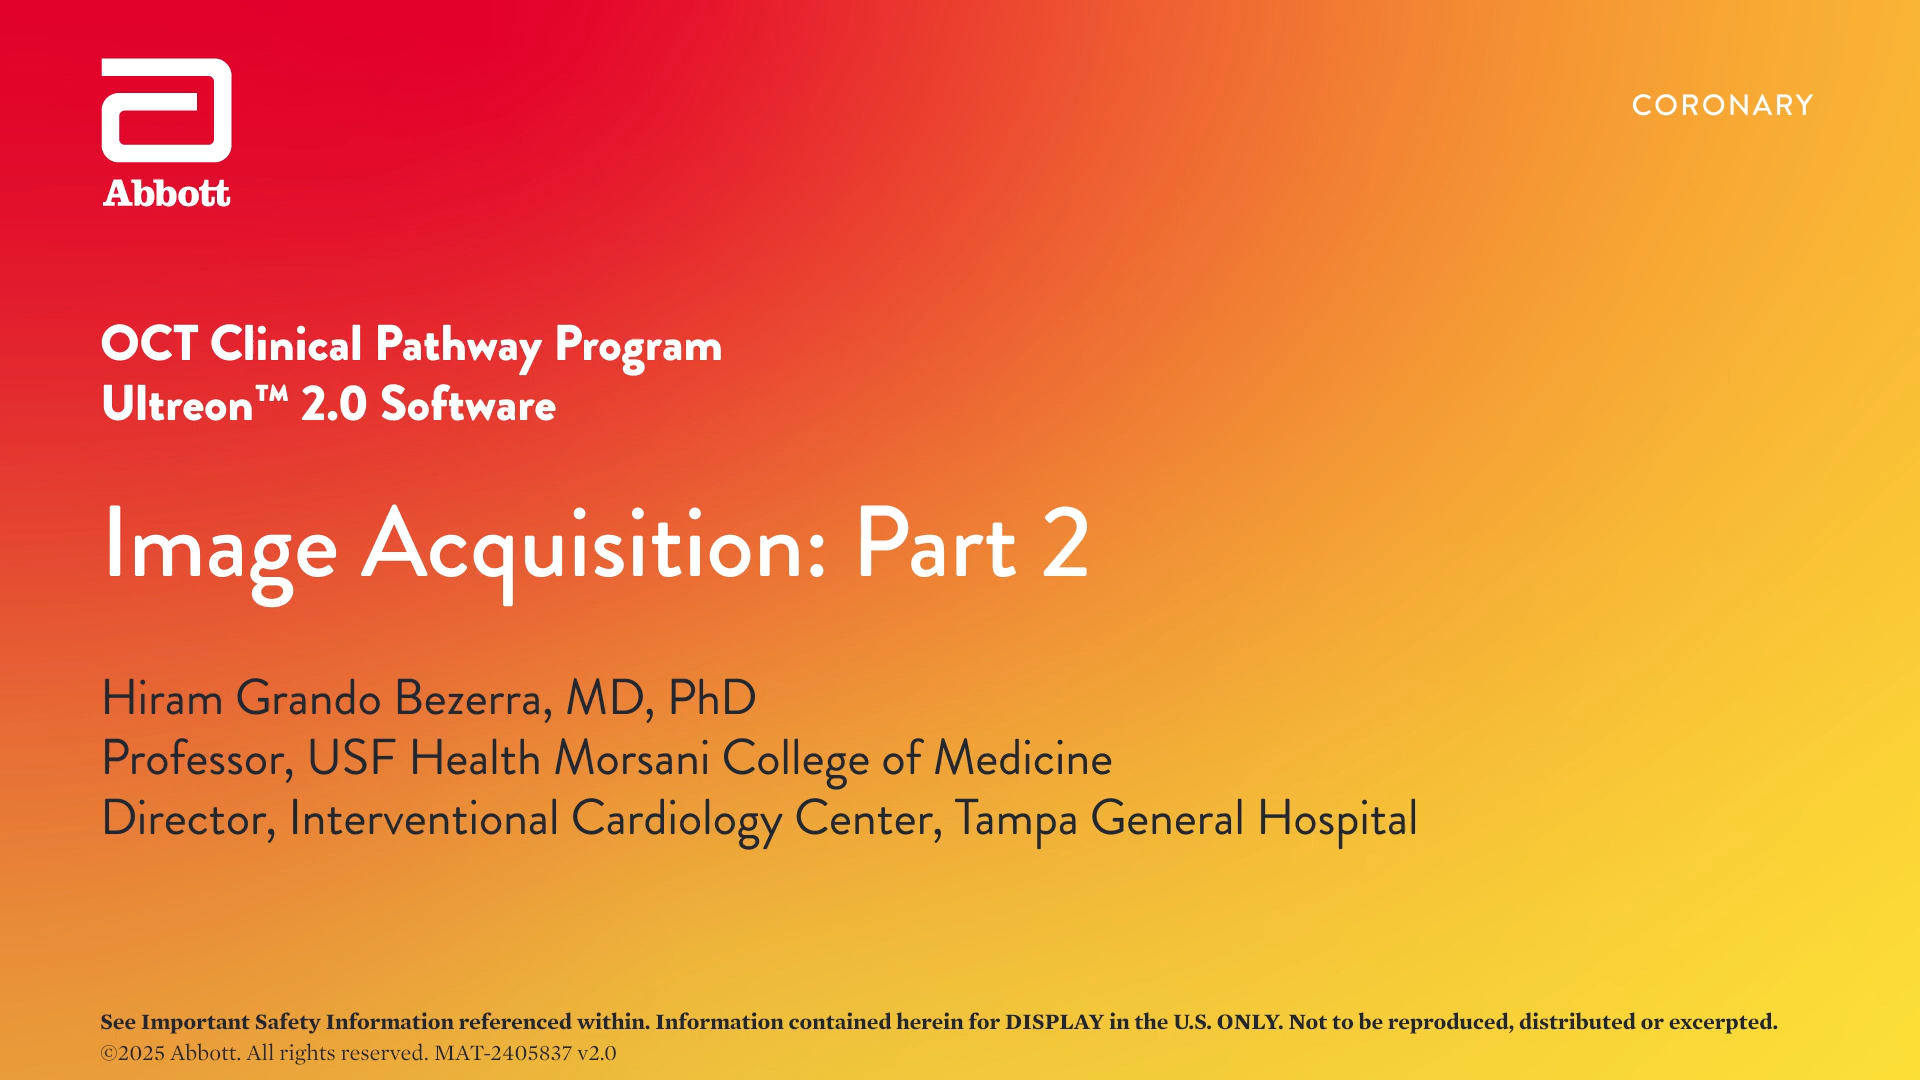 Abbott
CORONARY
OCT Clinical Pathway Program
Ultreon™ 2.0 Software
Image Acquisition: Part 2
Hiram Grando Bezerra, MD, PhD
Professor, USF Health Morsani College of Medicine
Director, Interventional Cardiology Center, Tampa General Hospital
See Important Safety Information referenced within. Information contained herein for DISPLAY in the U.S. ONLY. Not to be reproduced, distributed or excerpted.
©2025 Abbott. All rights reserved. MAT-2405837 v2.0